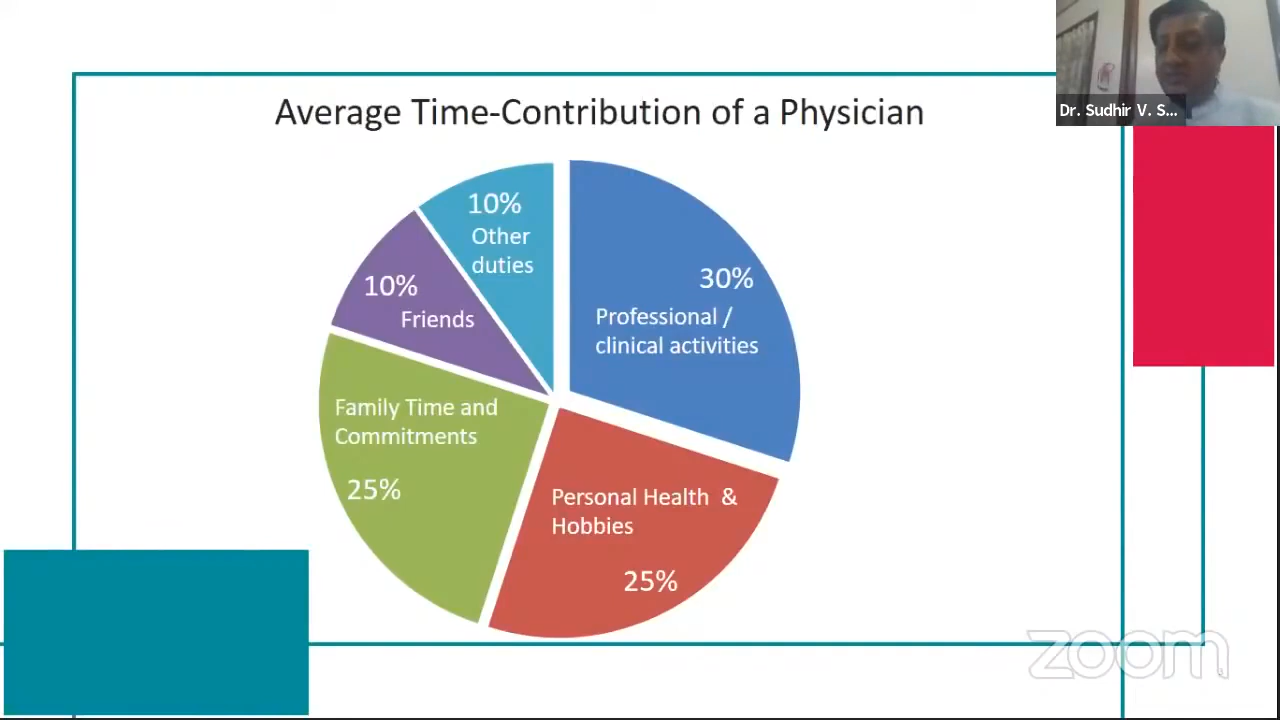 Dr. Sudhir V. S...
Average Time-Contribution of a Physician
10%
Other
duties
30%
Professional /
clinical activities
10%
Friends
Family Time and
Commitments
25%
Personal Health &
Hobbies
25%
zoom